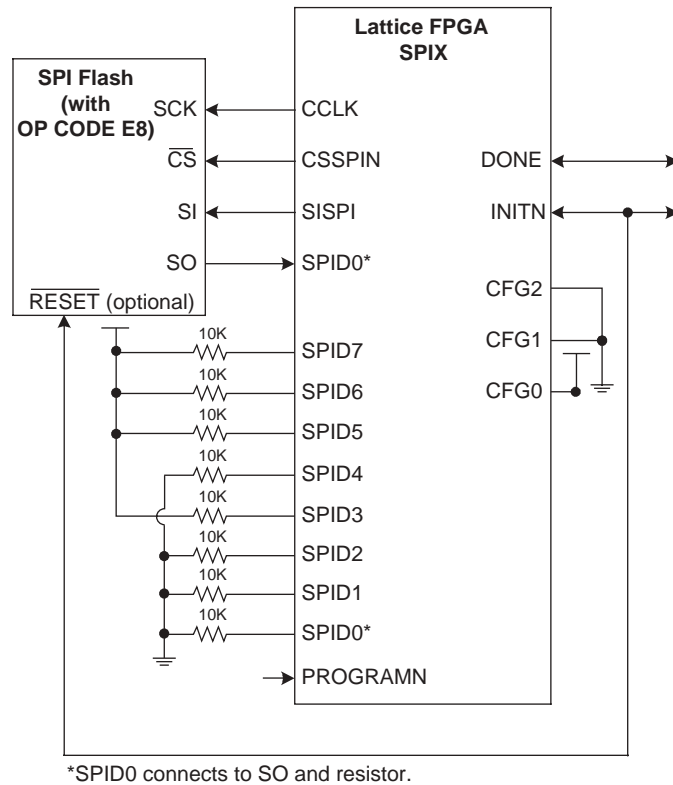 Lattice FPGA
SPIX
SPI Flash
(with
OP CODE E8)
SCK
CS
SI
SO
RESET (optional)
CCLK
CSSPIN
SISPI
SPID0*
DONE
INITN
CFG2
CFG1
CFG0
10K
SPID7
10K
SPID6
10K
SPID5
10K
SPID4
10K
SPID3
10K
SPID2
10K
SPID1
10K
SPID0*
PROGRAMN
*SPID0 connects to SO and resistor.